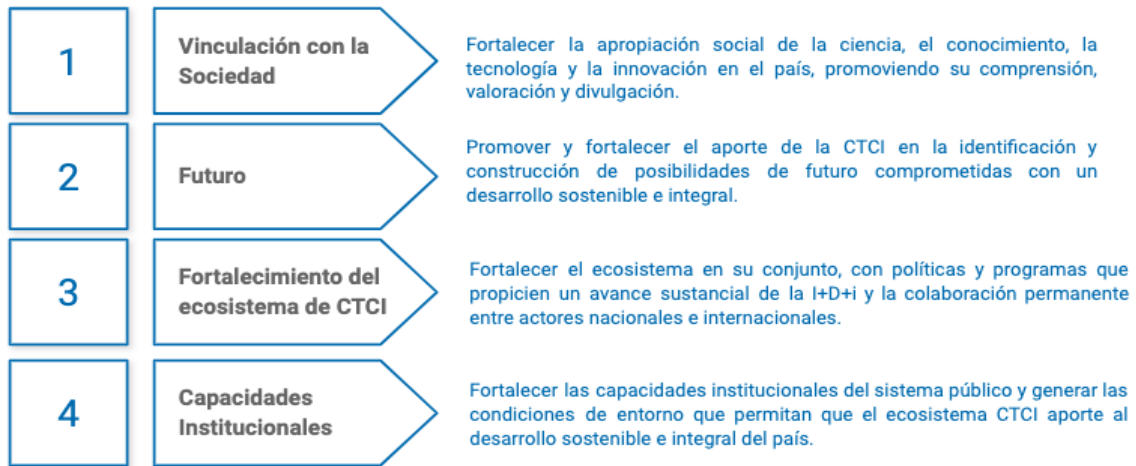 1
Vinculación con la
Sociedad
Fortalecer la apropiación social de la ciencia, el conocimiento, la
tecnología y la innovación en el país, promoviendo su comprensión,
valoración y divulgación.
2
Futuro
Promover y fortalecer el aporte de la CTCI en la identificación y
construcción de posibilidades de futuro comprometidas con un
desarrollo sostenible e integral.
3
Fortalecimiento del
ecosistema de CTCI
Fortalecer el ecosistema en su conjunto, con políticas y programas que
propicien un avance sustancial de la I+D+i y la colaboración permanente
entre actores nacionales e internacionales.
4
Capacidades
Institucionales
Fortalecer las capacidades institucionales del sistema público y generar las
condiciones de entorno que permitan que el ecosistema CTCI aporte al
desarrollo sostenible e integral del país.